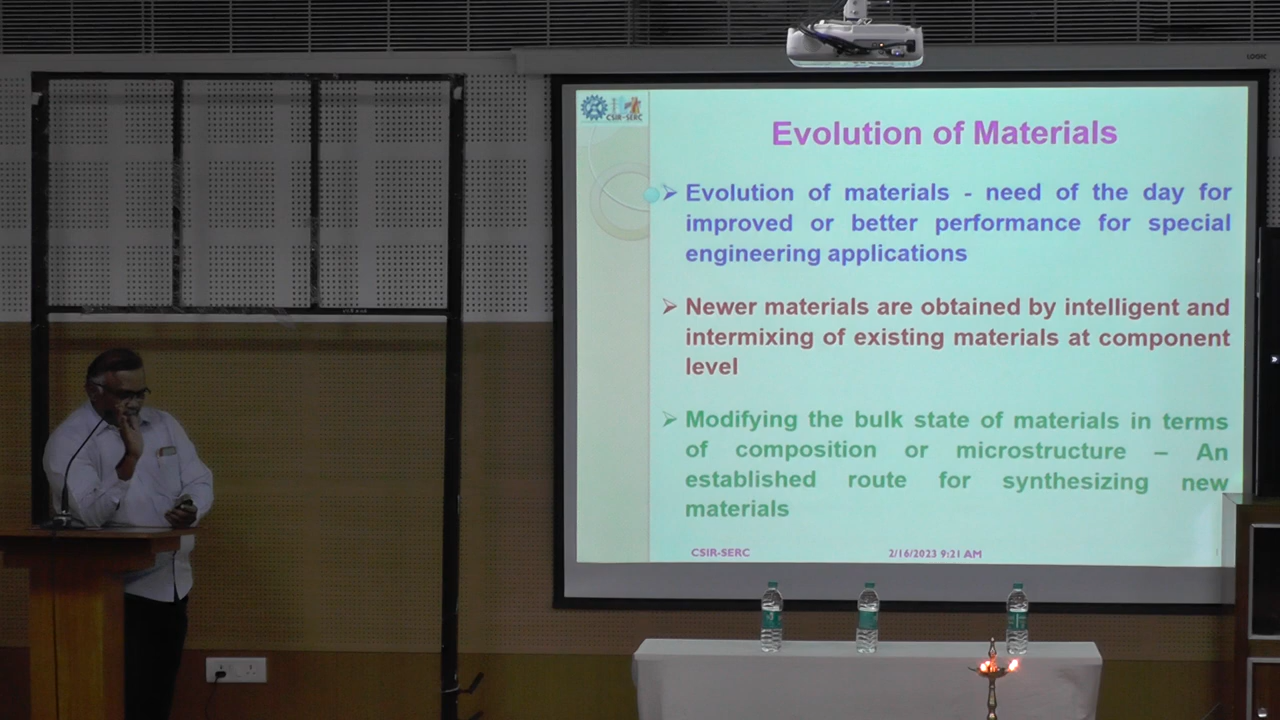 LOGIC
CSIR-SERC
Evolution of Materials
Evolution of materials - need of the day for
improved or better performance for special
engineering applications
Newer materials are obtained by intelligent and
intermixing of existing materials at component
level
Modifying the bulk state of materials in terms
of composition or microstructure – An
established route for synthesizing new
materials
CSIR-SERC 2/16/2023 9:21 AM